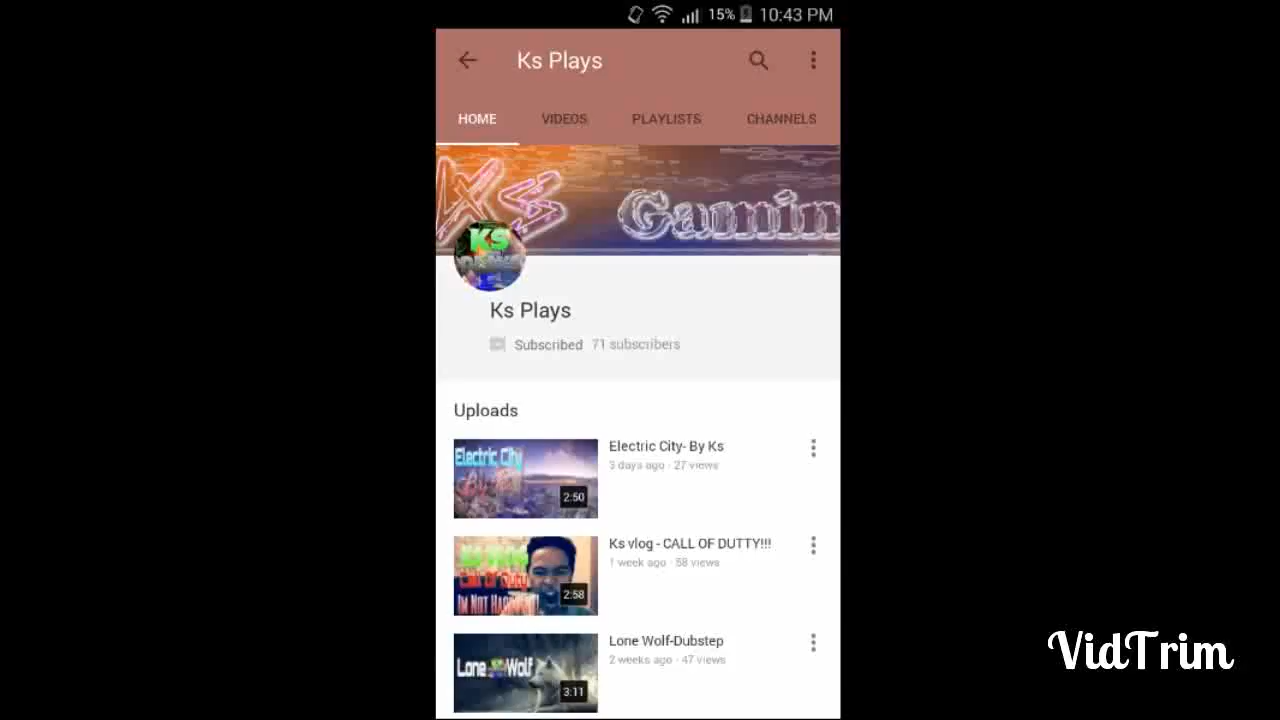 15% 10:43 PM
Ks Plays
HOME VIDEOS PLAYLISTS CHANNELS
Ks Gamin
KS
Ks Plays
Subscribed 71 subscribers
Uploads
Electric City
2:50
Electric City- By Ks
3 days ago · 27 views
Call Of Duty
2:58
Ks vlog - CALL OF DUTTY!!!
1 week ago · 58 views
Lone Wolf
3:11
Lone Wolf-Dubstep
2 weeks ago · 47 views
VidTrim